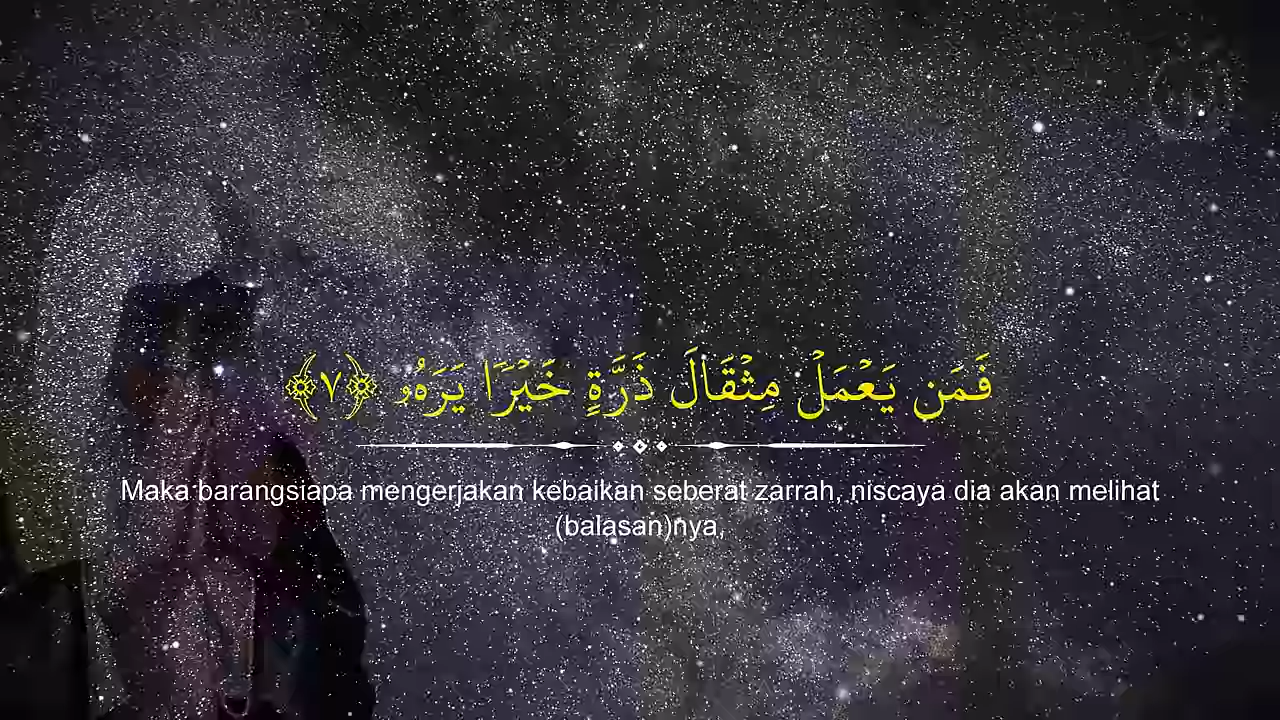 فَمَن يَعْمَلْ مِثْقَالَ ذَرَّةٍ خَيْرًا يَرَهُۥ ﴿٧﴾
Maka barangsiapa mengerjakan kebaikan seberat zarrah, niscaya dia akan melihat
(balasan)nya,